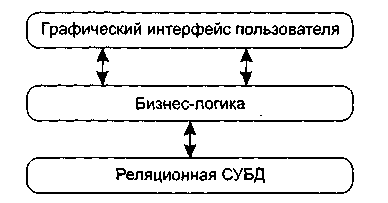 Графический интерфейс пользователя
Бизнес-логика
Реляционная СУБД